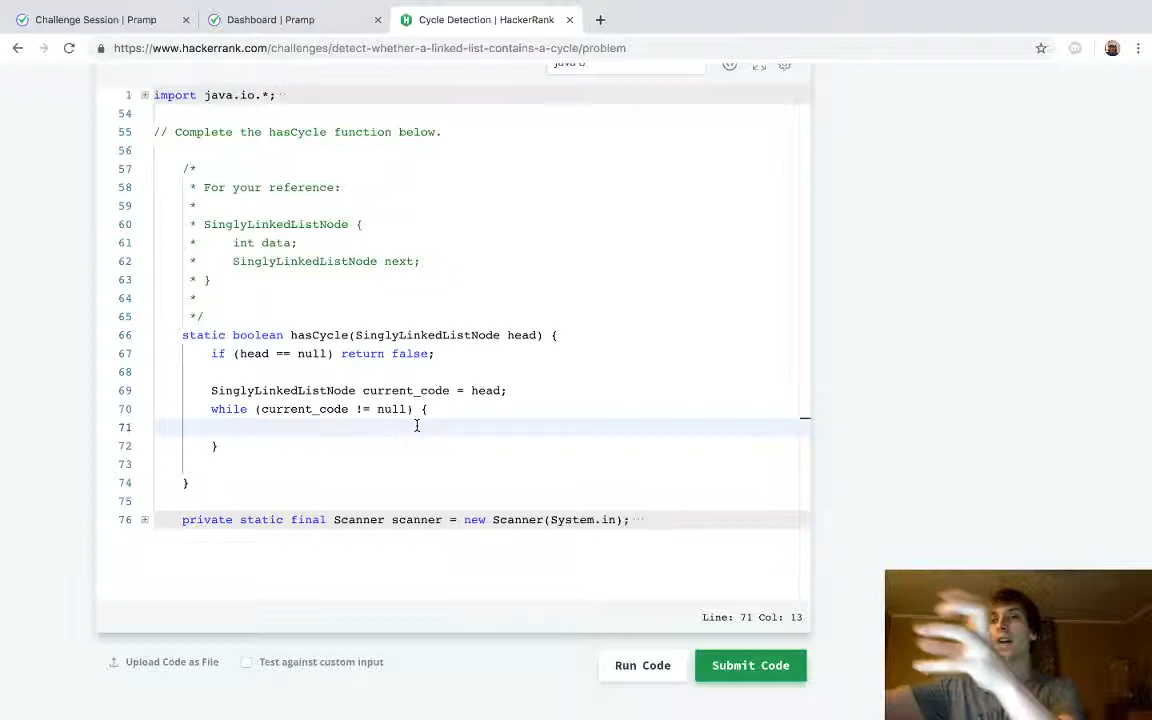 Challenge Session | Pramp
Dashboard | Pramp
Cycle Detection | HackerRank
https://www.hackerrank.com/challenges/detect-whether-a-linked-list-contains-a-cycle/problem
1 import java.io.*;
54
55 // Complete the hasCycle function below.
56
57 /*
58 * For your reference:
59 *
60 * SinglyLinkedListNode {
61 * int data;
62 * SinglyLinkedListNode next;
63 * }
64 *
65 */
66 static boolean hasCycle(SinglyLinkedListNode head) {
67 if (head == null) return false;
68
69 SinglyLinkedListNode current_code = head;
70 while (current_code != null) {
71
72 }
73
74 }
75
76 private static final Scanner scanner = new Scanner(System.in);
Line: 71 Col: 13
Upload Code as File
Test against custom input
Run Code
Submit Code